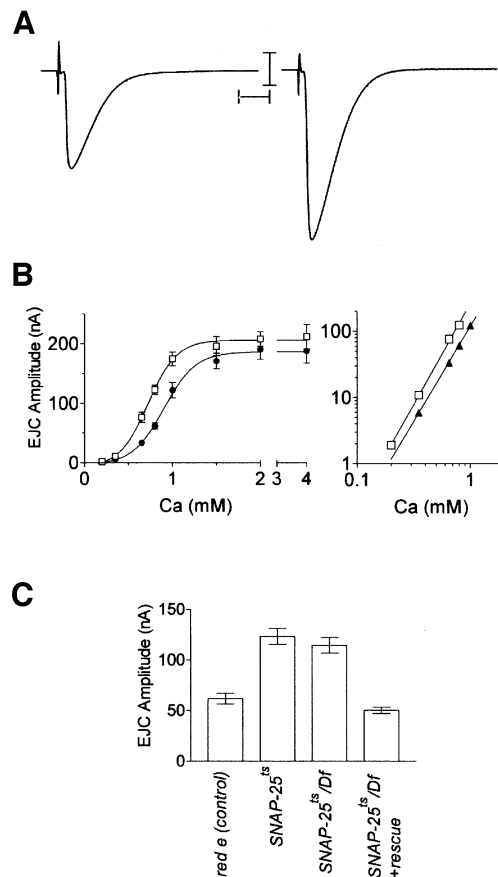 A
B
EJC Amplitude (nA)
200
100
0
0
1
2
3
4
Ca (mM)
100
10
1
0.1
1
Ca (mM)
C
EJC Amplitude (nA)
150
100
50
0
red e (control)
SNAP-25ts
SNAP-25ts/Df
SNAP-25ts/Df
+rescue